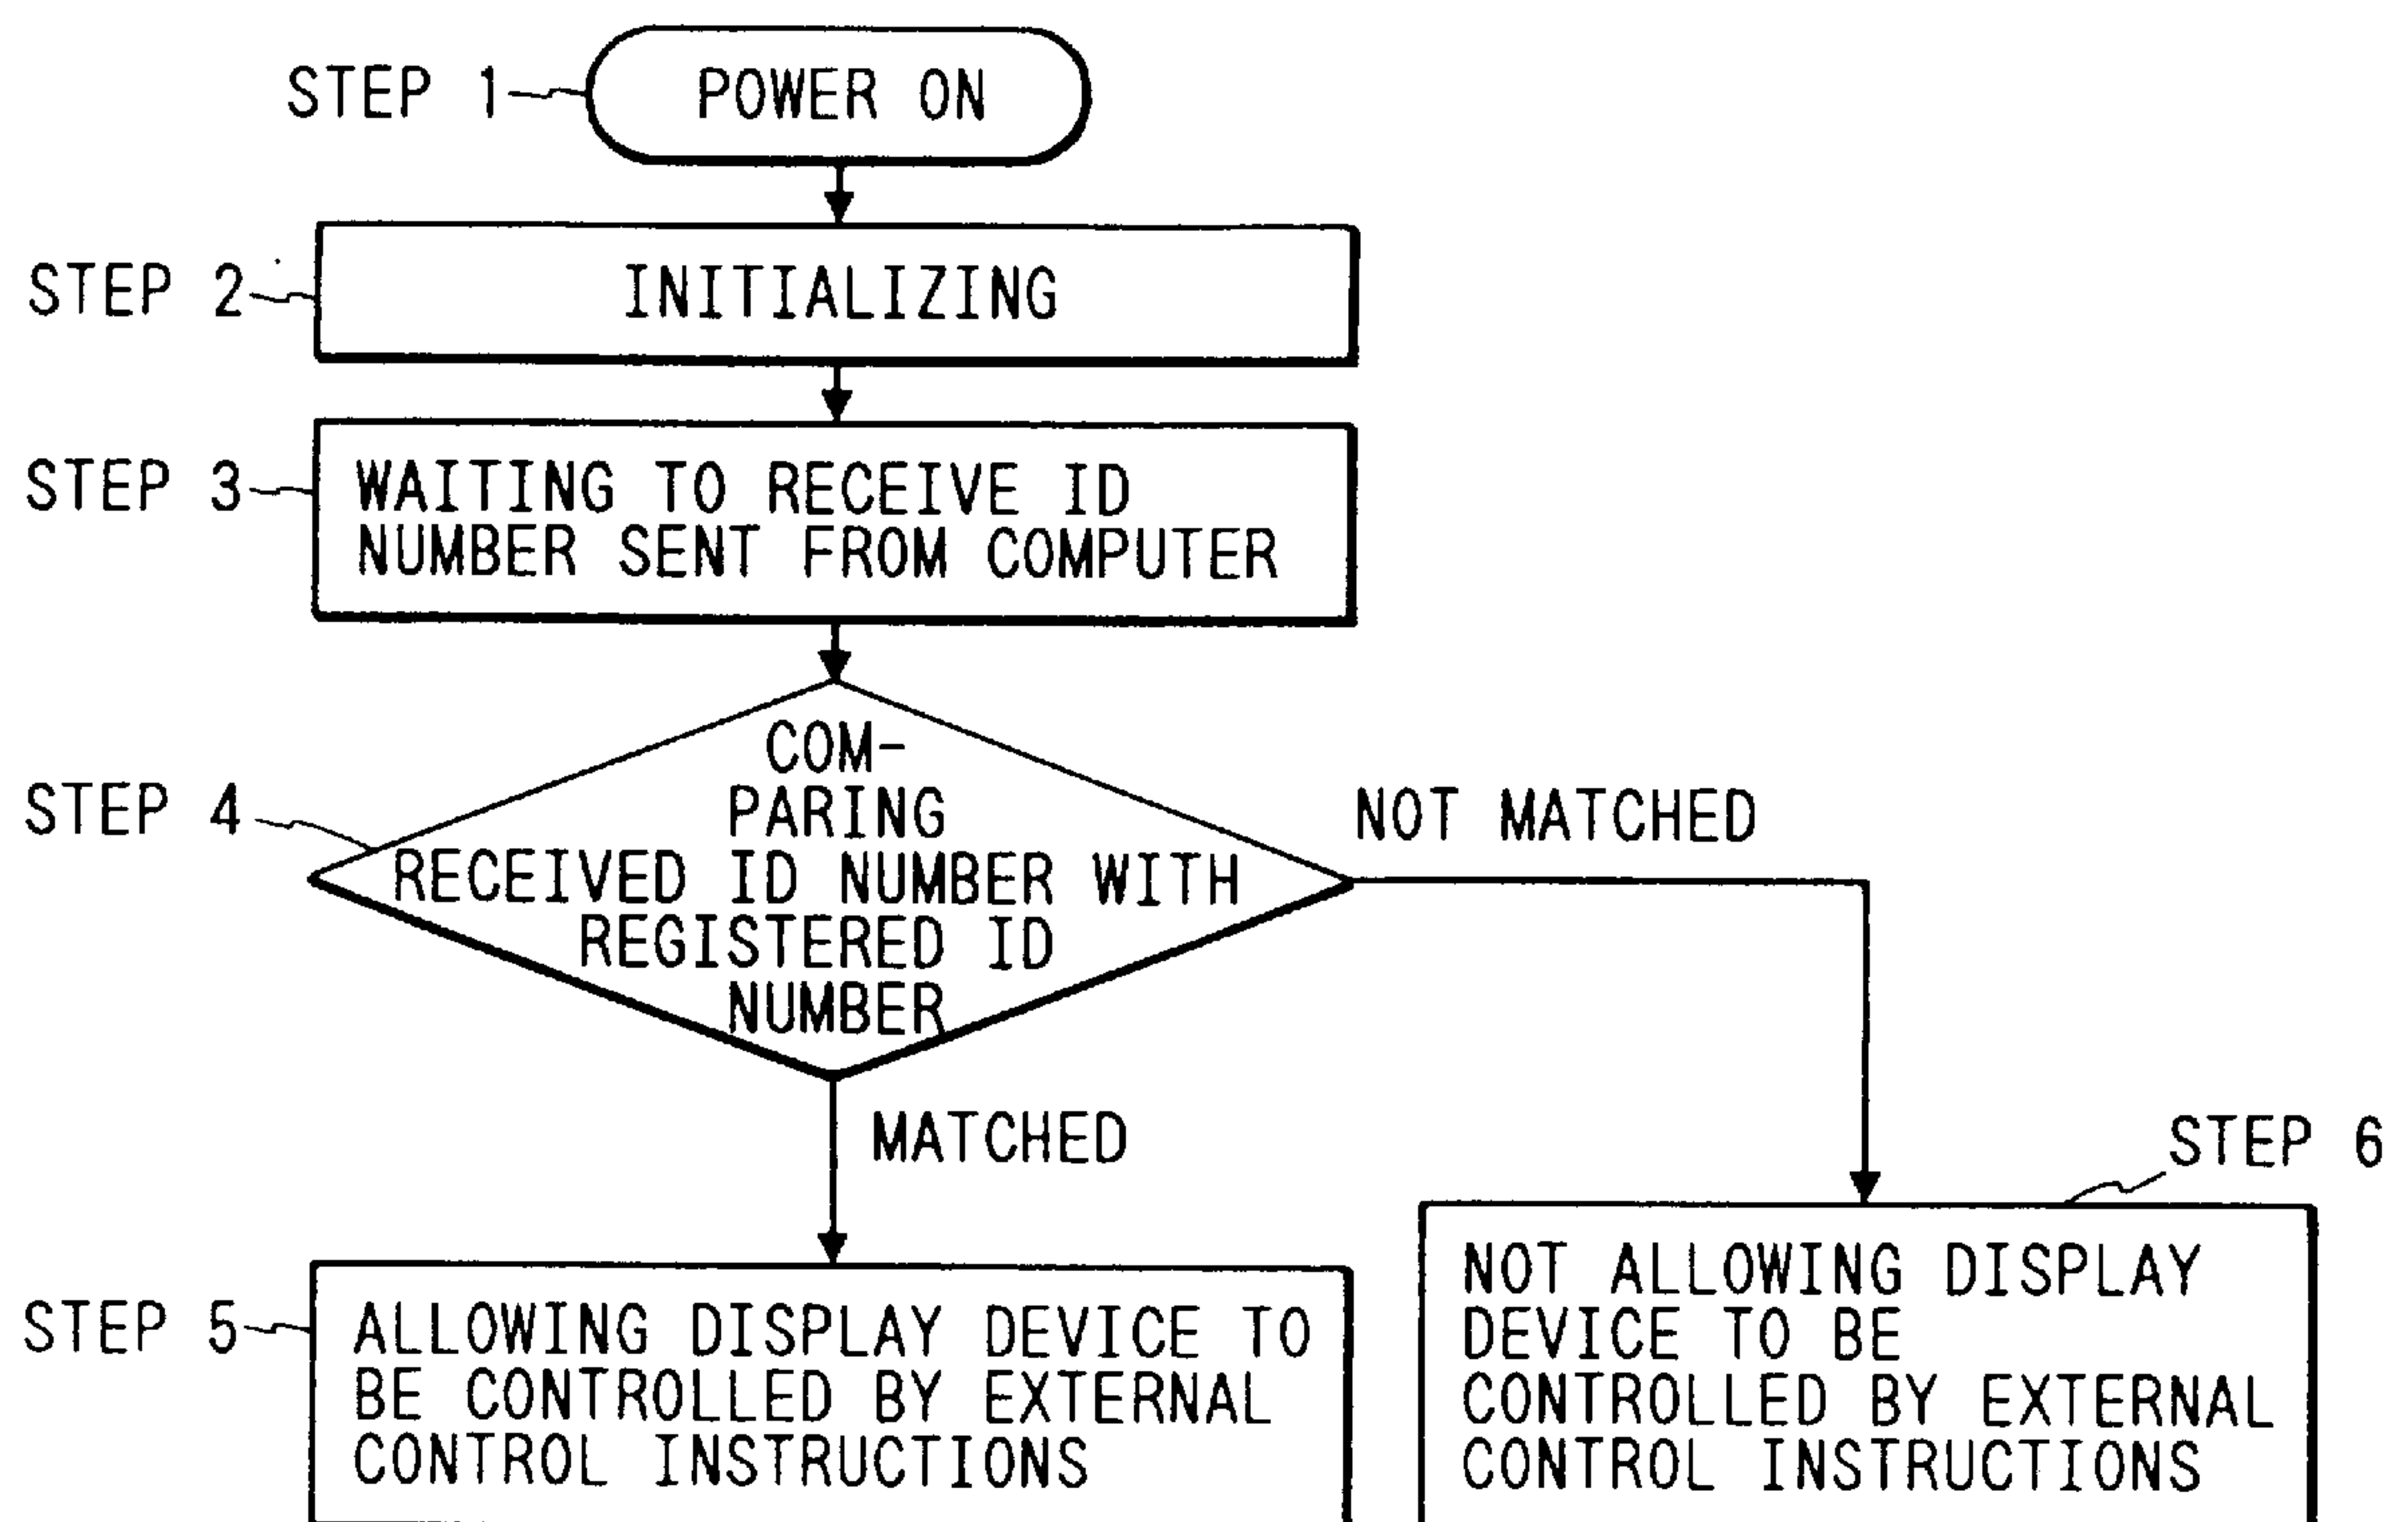 STEP 1
POWER ON
STEP 2
INITIALIZING
STEP 3
WAITING TO RECEIVE ID
NUMBER SENT FROM COMPUTER
STEP 4
COM-
PARING
RECEIVED ID NUMBER WITH
REGISTERED ID
NUMBER
NOT MATCHED
MATCHED
STEP 5
ALLOWING DISPLAY DEVICE TO
BE CONTROLLED BY EXTERNAL
CONTROL INSTRUCTIONS
STEP 6
NOT ALLOWING DISPLAY
DEVICE TO BE
CONTROLLED BY EXTERNAL
CONTROL INSTRUCTIONS